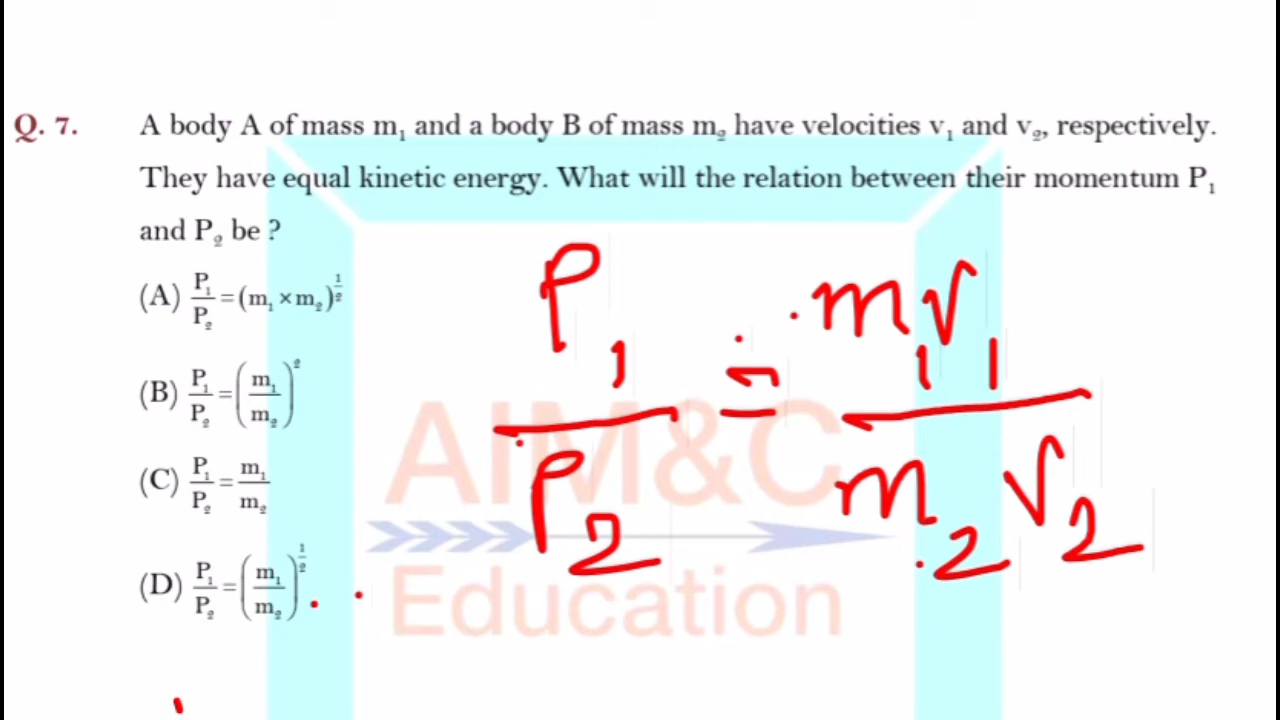 Q. 7. A body A of mass m₁ and a body B of mass m₂ have velocities v₁ and v₂, respectively.
They have equal kinetic energy. What will the relation between their momentum P₁
and P₂ be ?
(A) P₁/P₂ = (m₁ × m₂)^(1/2)
(B) P₁/P₂ = (m₁/m₂)²
(C) P₁/P₂ = m₁/m₂
(D) P₁/P₂ = (m₁/m₂)^(1/2)
P₁/P₂ = m₁v₁/m₂v₂
AIM&C
Education